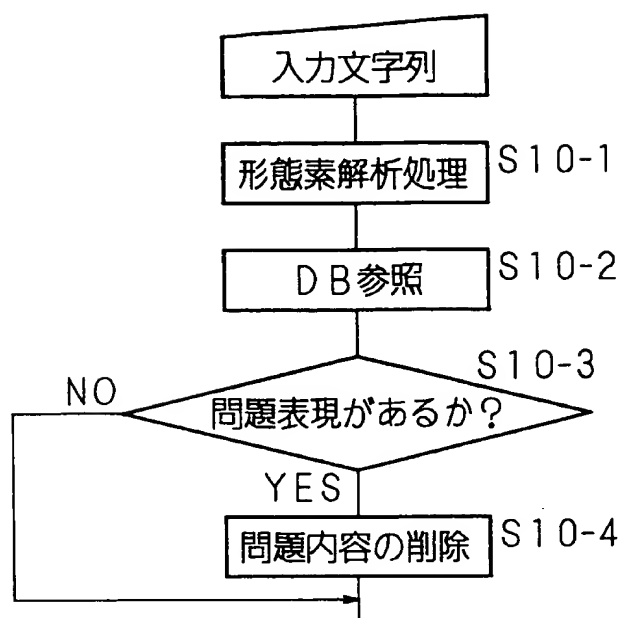 入力文字列
形態素解析処理 S10-1
DB参照 S10-2
S10-3
NO
問題表現があるか?
YES
問題内容の削除 S10-4